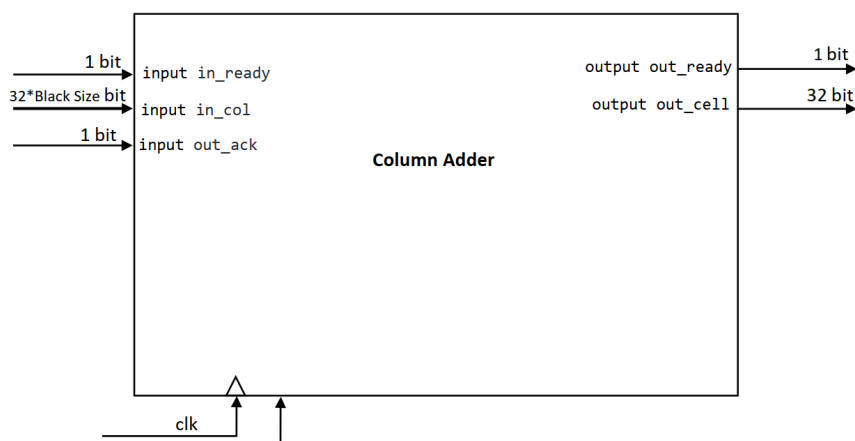 1 bit
input in_ready
32*Black Size bit
input in_col
1 bit
input out_ack
output out_ready
1 bit
output out_cell
32 bit
Column Adder
clk